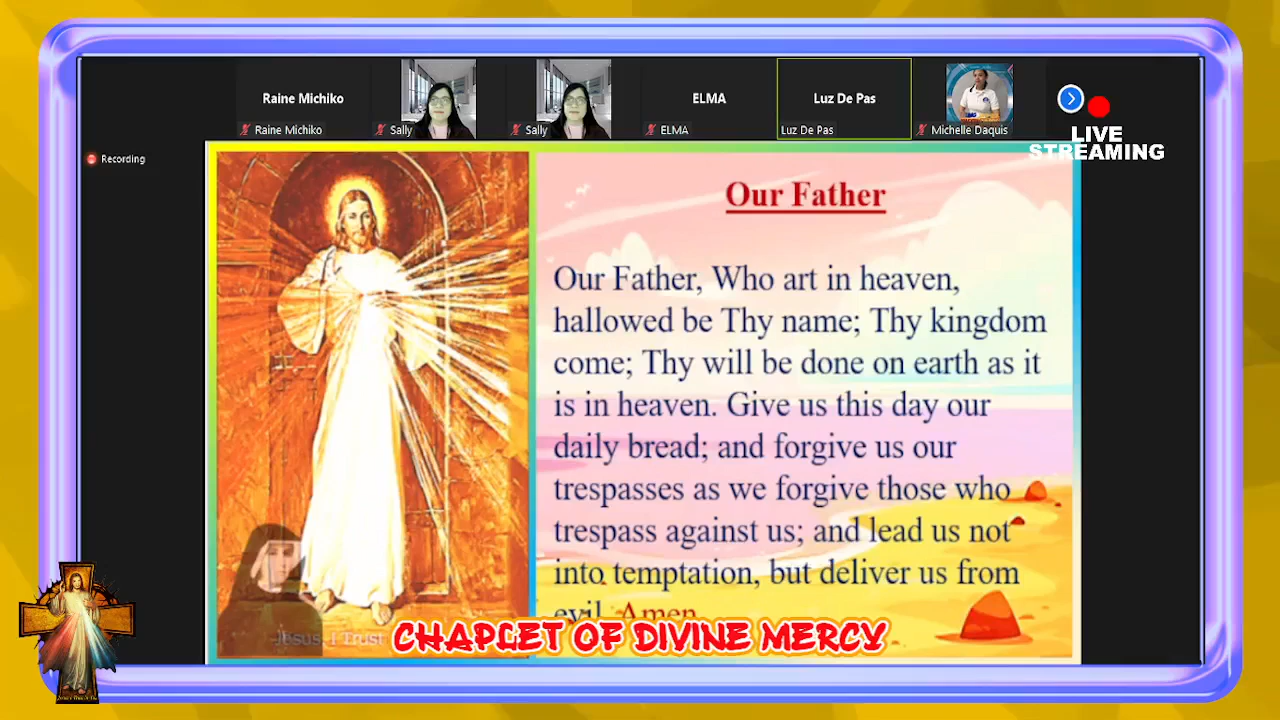 Raine Michiko
ELMA
Luz De Pas
Raine Michiko
Sally
Sally
ELMA
Luz De Pas
Michelle Daquis
LIVE
STREAMING
Recording
Our Father
Our Father, Who art in heaven,
hallowed be Thy name; Thy kingdom
come; Thy will be done on earth as it
is in heaven. Give us this day our
daily bread; and forgive us our
trespasses as we forgive those who
trespass against us; and lead us not
into temptation, but deliver us from
evil. Amen
Jesus, I Trust
CHAPLET OF DIVINE MERCY